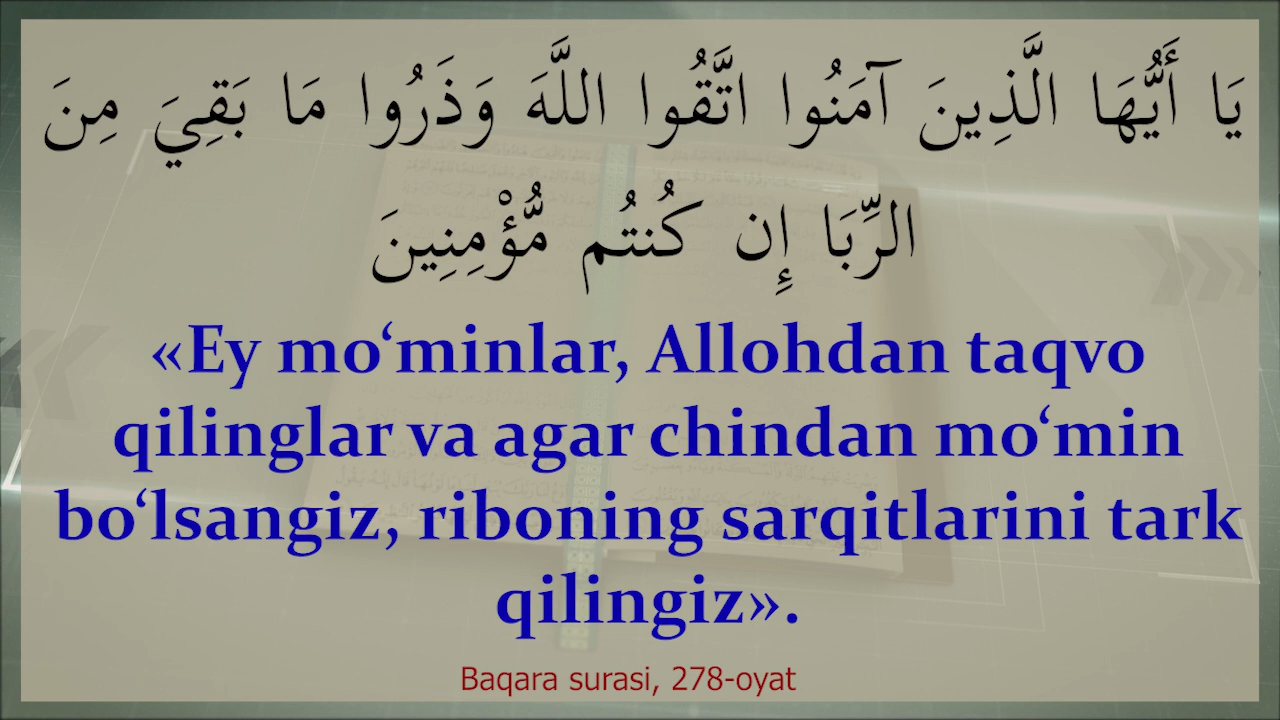 يَا أَيُّهَا الَّذِينَ آمَنُوا اتَّقُوا اللَّهَ وَذَرُوا مَا بَقِيَ مِنَ
الرِّبَا إِن كُنتُم مُّؤْمِنِينَ
«Ey mo‘minlar, Allohdan taqvo
qilinglar va agar chindan mo‘min
bo‘lsangiz, riboning sarqitlarini tark
qilingiz».
Baqara surasi, 278-oyat